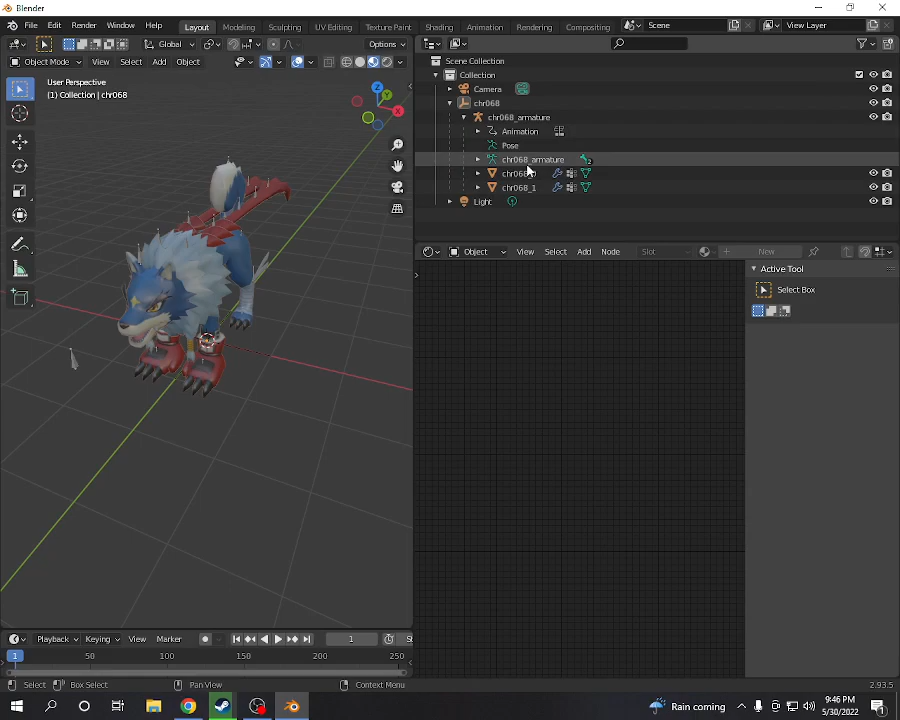 Blender
File Edit Render Window Help
Layout Modeling Sculpting UV Editing Texture Paint Shading Animation Rendering Compositing
Scene
View Layer
Global
Options
Object Mode View Select Add Object
User Perspective
(1) Collection | chr068
Z
Y
X
Scene Collection
Collection
Camera
chr068
chr068_armature
Animation
Pose
chr068_armature
2
chr068_1
Light
Object View Select Add Node Slot New
Active Tool
Select Box
Playback Keying View Marker 1
1 50 100 150 200 250
Select Box Select Pan View Context Menu 2.93.5
Rain coming
9:46 PM
5/30/2022
1